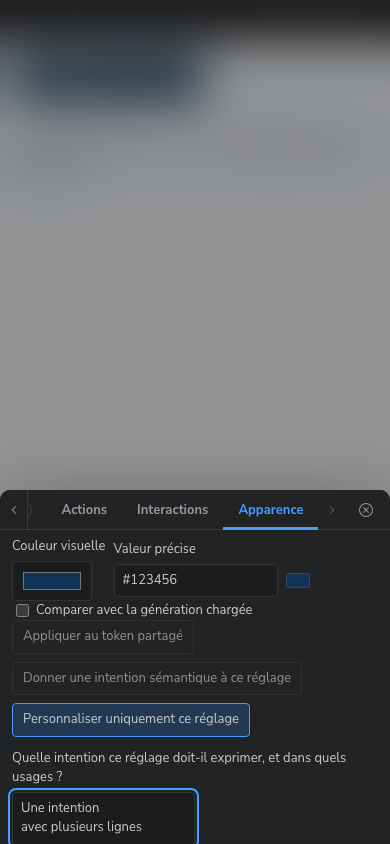 Actions Interactions Apparence
Couleur visuelle Valeur précise
#123456
Comparer avec la génération chargée
Appliquer au token partagé
Donner une intention sémantique à ce réglage
Personnaliser uniquement ce réglage
Quelle intention ce réglage doit-il exprimer, et dans quels
usages ?
Une intention
avec plusieurs lignes